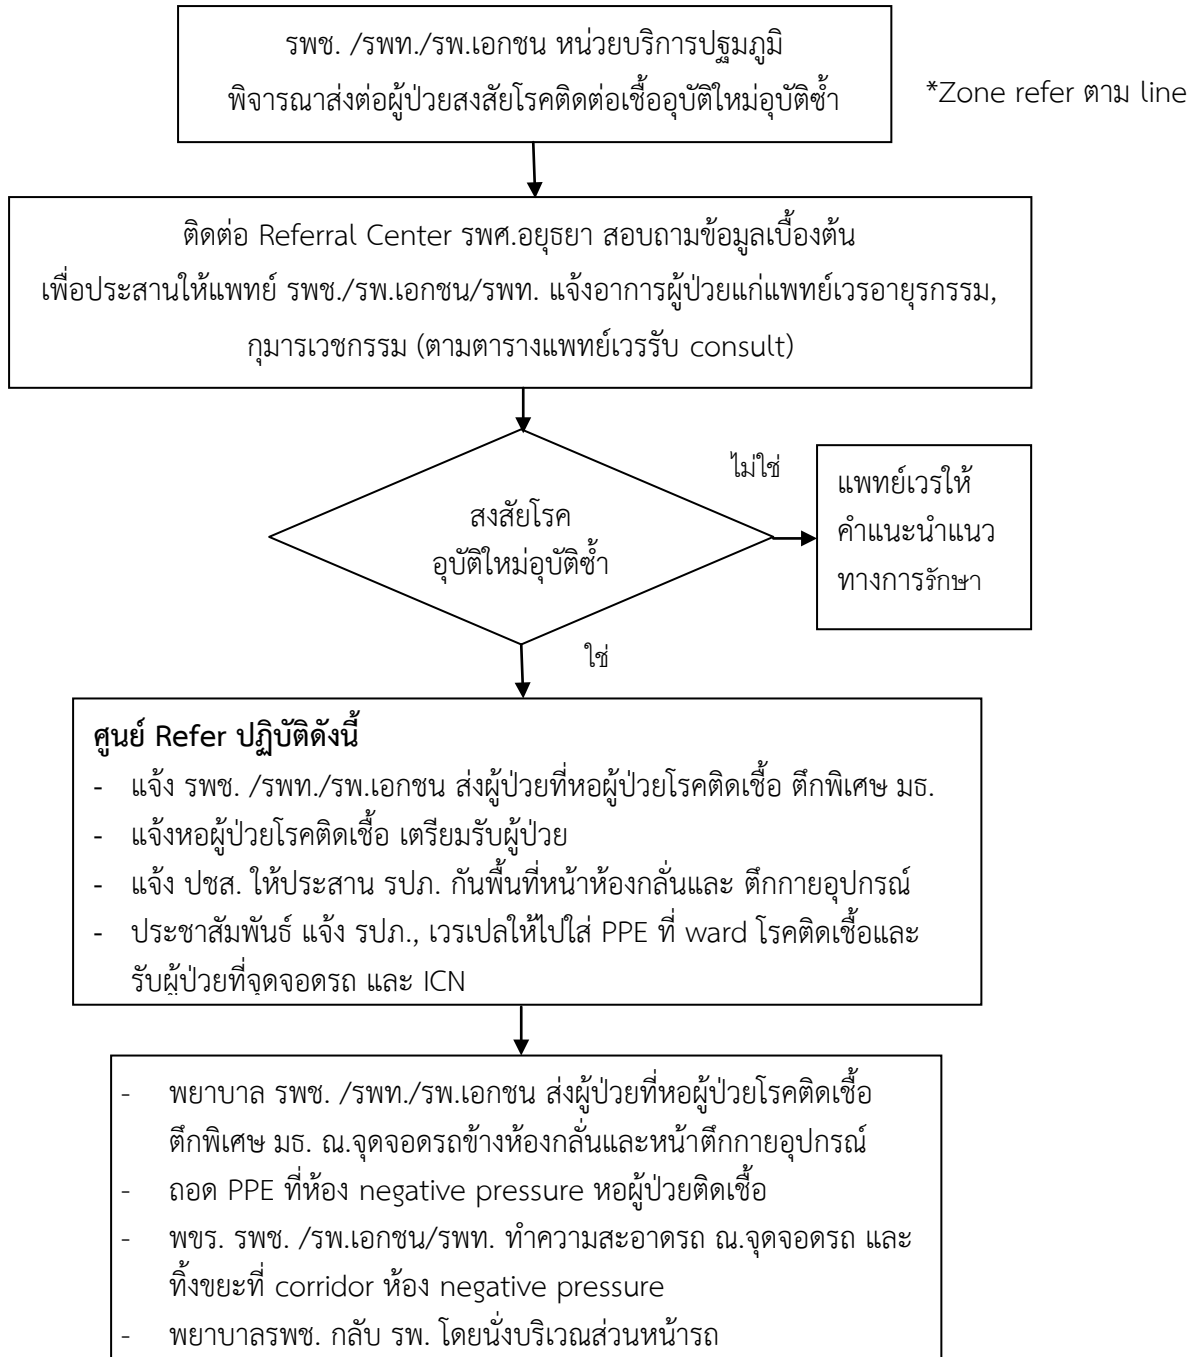 รพช. /รพท./รพ.เอกชน หน่วยบริการปฐมภูมิ
พิจารณาส่งต่อผู้ป่วยสงสัยโรคติดต่อเชื้ออุบัติใหม่อุบัติซ้ำ
*Zone refer ตาม line
ติดต่อ Referral Center รพศ.อยุธยา สอบถามข้อมูลเบื้องต้น
เพื่อประสานให้แพทย์ รพช./รพ.เอกชน/รพท. แจ้งอาการผู้ป่วยแก่แพทย์เวรอายุรกรรม,
กุมารเวชกรรม (ตามตารางแพทย์เวรรับ consult)
ไม่ใช่
สงสัยโรค
อุบัติใหม่อุบัติซ้ำ
แพทย์เวรให้
คำแนะนำแนว
ทางการรักษา
ใช่
ศูนย์ Refer ปฏิบัติดังนี้
- แจ้ง รพช. /รพท./รพ.เอกชน ส่งผู้ป่วยที่หอผู้ป่วยโรคติดเชื้อ ตึกพิเศษ มธ.
- แจ้งหอผู้ป่วยโรคติดเชื้อ เตรียมรับผู้ป่วย
- แจ้ง ปชส. ให้ประสาน รปภ. กันพื้นที่หน้าห้องกลั่นและ ตึกกายอุปกรณ์
- ประชาสัมพันธ์ แจ้ง รปภ., เวรเปลให้ไปใส่ PPE ที่ ward โรคติดเชื้อและ
รับผู้ป่วยที่จุดจอดรถ และ ICN
- พยาบาล รพช. /รพท./รพ.เอกชน ส่งผู้ป่วยที่หอผู้ป่วยโรคติดเชื้อ
ตึกพิเศษ มธ. ณ.จุดจอดรถข้างห้องกลั่นและหน้าตึกกายอุปกรณ์
- ถอด PPE ที่ห้อง negative pressure หอผู้ป่วยติดเชื้อ
- พขร. รพช. /รพ.เอกชน/รพท. ทำความสะอาดรถ ณ.จุดจอดรถ และ
ทิ้งขยะที่ corridor ห้อง negative pressure
- พยาบาลรพช. กลับ รพ. โดยนั่งบริเวณส่วนหน้ารถ